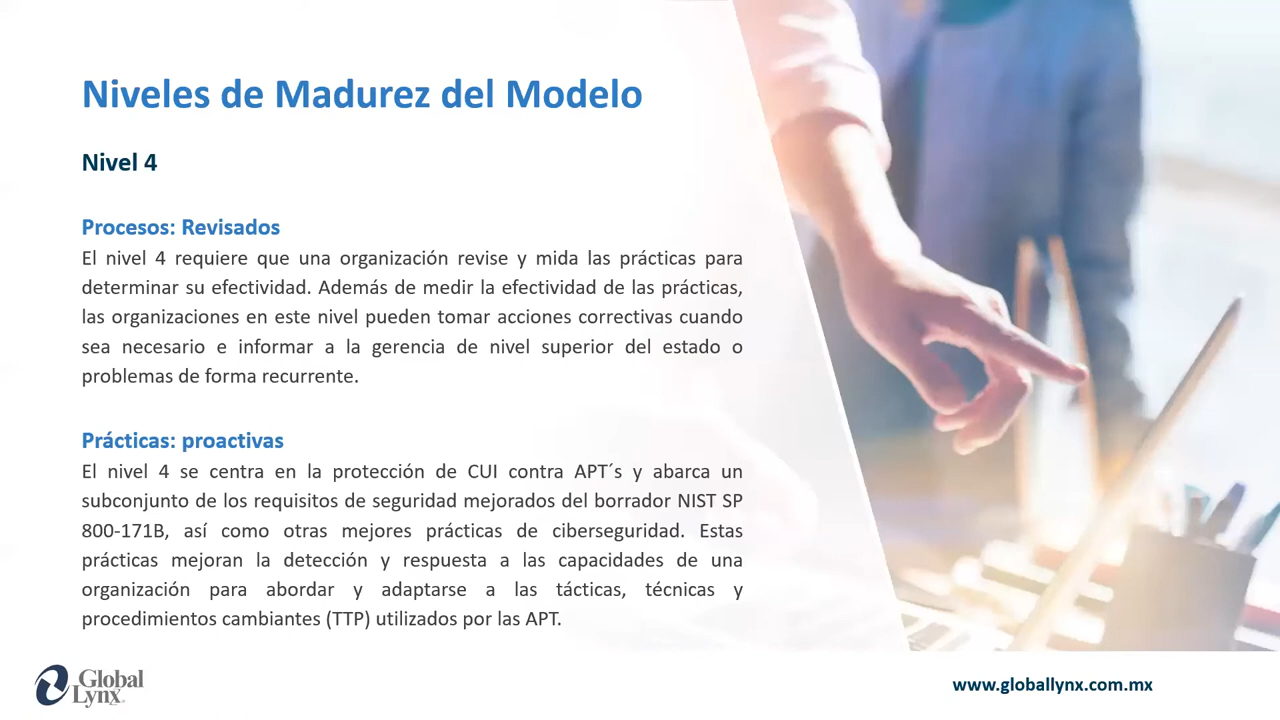 Niveles de Madurez del Modelo
Nivel 4
Procesos: Revisados
El nivel 4 requiere que una organización revise y mida las prácticas para
determinar su efectividad. Además de medir la efectividad de las prácticas,
las organizaciones en este nivel pueden tomar acciones correctivas cuando
sea necesario e informar a la gerencia de nivel superior del estado o
problemas de forma recurrente.
Prácticas: proactivas
El nivel 4 se centra en la protección de CUI contra APT´s y abarca un
subconjunto de los requisitos de seguridad mejorados del borrador NIST SP
800-171B, así como otras mejores prácticas de ciberseguridad. Estas
prácticas mejoran la detección y respuesta a las capacidades de una
organización para abordar y adaptarse a las tácticas, técnicas y
procedimientos cambiantes (TTP) utilizados por las APT.
Global
Lynx
www.globallynx.com.mx